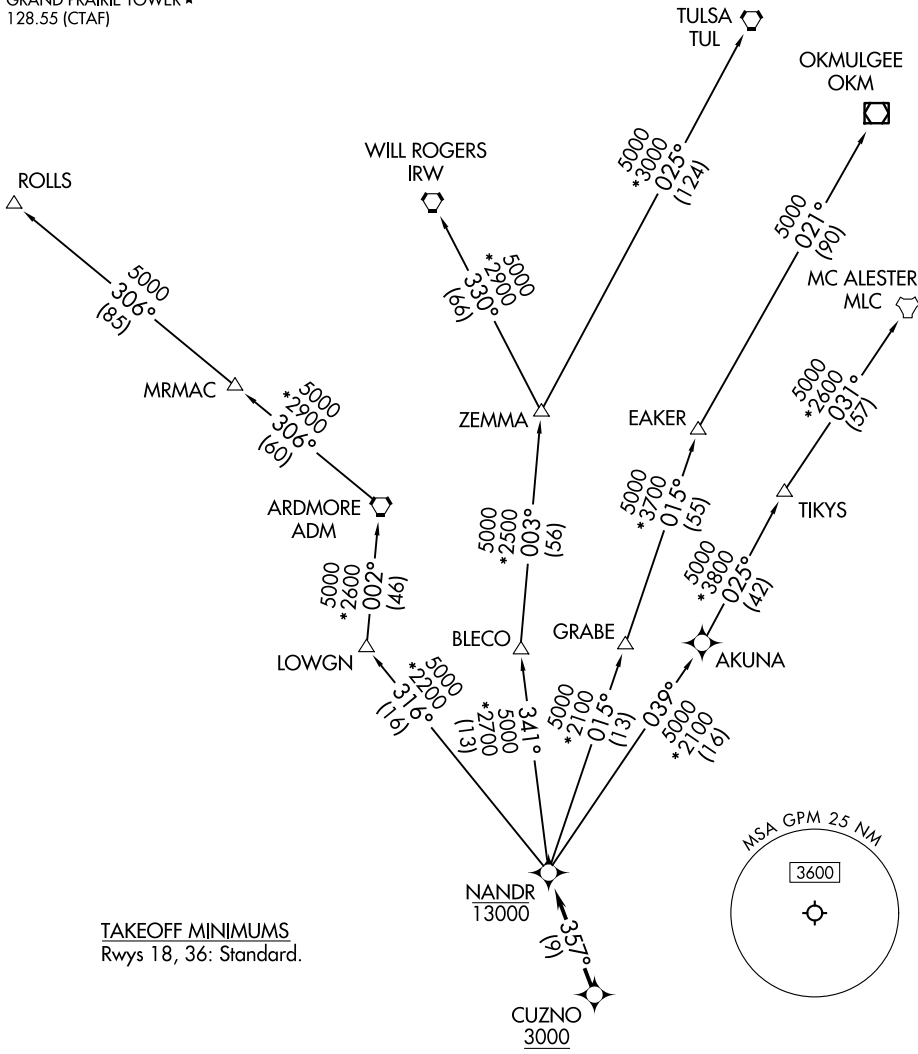 GRAND PRAIRIE TOWER ★
128.55 (CTAF)
TULSA
TUL
OKMULGEE
OKM
WILL ROGERS
IRW
ROLLS
5000
*3000
025°
(124)
5000
021°
(90)
MC ALESTER
MLC
5000
*2900
330°
(66)
5000
306°
(85)
MRMAC
5000
*2900
306°
(60)
ZEMMA
EAKER
5000
*2600
031°
(57)
ARDMORE
ADM
5000
*2500
003°
(56)
5000
*3700
015°
(55)
TIKYS
5000
*2600
002°
(46)
5000
*3800
025°
(42)
LOWGN
BLECO
GRABE
AKUNA
5000
*2200
316°
(16)
341°
5000
*2700
(13)
5000
*2100
015°
(13)
039°
5000
*2100
(16)
MSA GPM 25 NM
3600
NANDR
13000
TAKEOFF MINIMUMS
Rwys 18, 36: Standard.
357°
(9)
CUZNO
3000